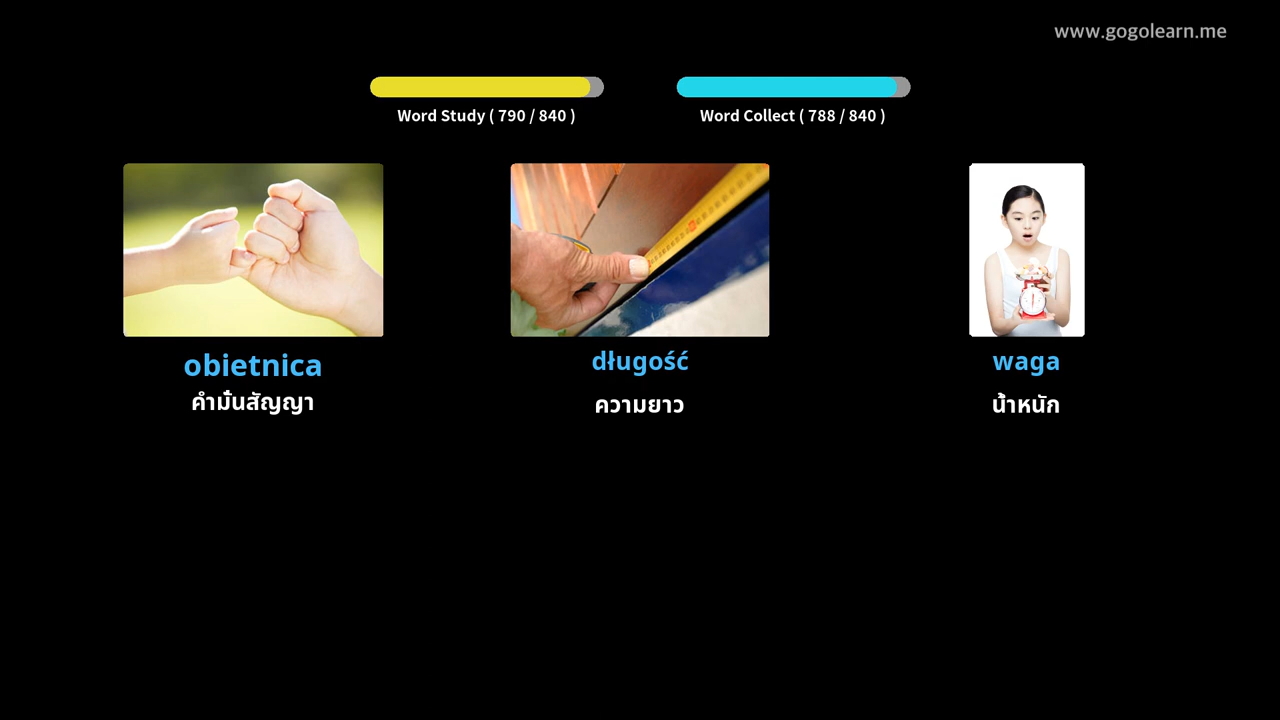 www.gogolearn.me
Word Study ( 790 / 840 )
Word Collect ( 788 / 840 )
obietnica
długość
waga
คำมั่นสัญญา
ความยาว
น้ำหนัก